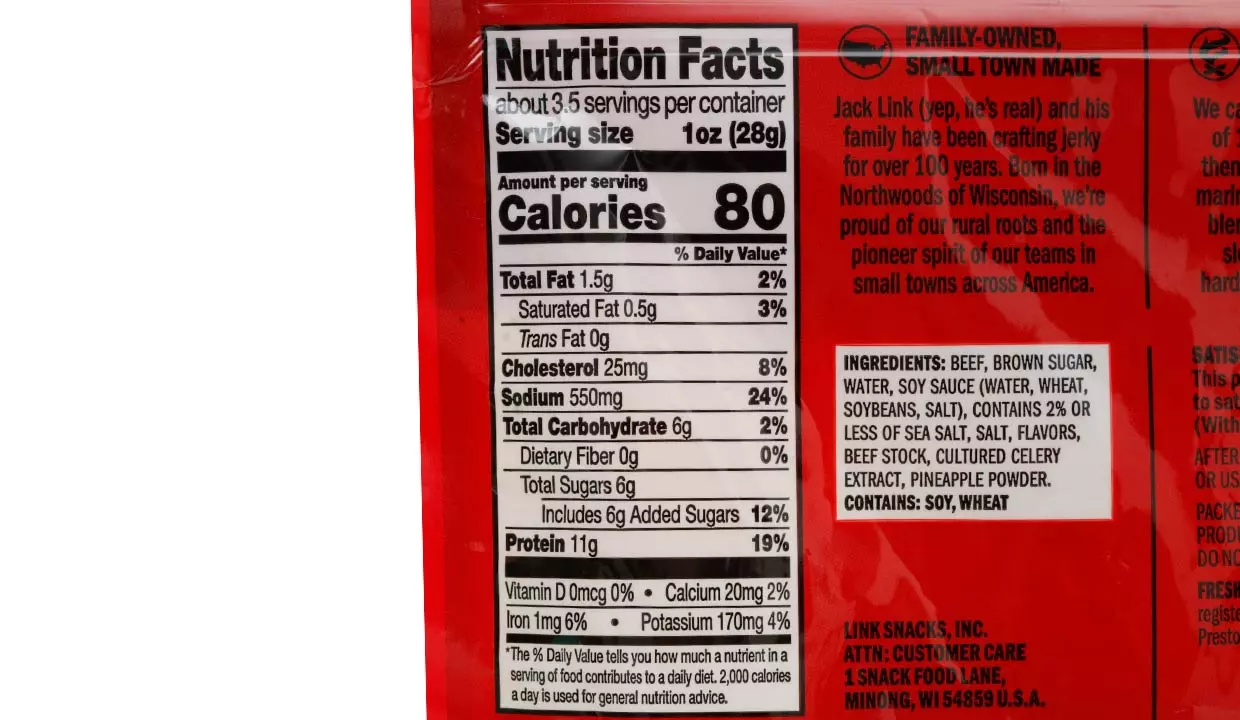 Nutrition Facts
about 3.5 servings per container
Serving size 1oz (28g)
Amount per serving
Calories 80
% Daily Value*
Total Fat 1.5g 2%
Saturated Fat 0.5g 3%
Trans Fat 0g
Cholesterol 25mg 8%
Sodium 550mg 24%
Total Carbohydrate 6g 2%
Dietary Fiber 0g 0%
Total Sugars 6g
Includes 6g Added Sugars 12%
Protein 11g 19%
Vitamin D 0mcg 0% • Calcium 20mg 2%
Iron 1mg 6% • Potassium 170mg 4%
*The % Daily Value tells you how much a nutrient in a
serving of food contributes to a daily diet. 2,000 calories
a day is used for general nutrition advice.
FAMILY-OWNED,
SMALL TOWN MADE
Jack Link (yep, he's real) and his
family have been crafting jerky
for over 100 years. Born in the
Northwoods of Wisconsin, we're
proud of our rural roots and the
pioneer spirit of our teams in
small towns across America.
INGREDIENTS: BEEF, BROWN SUGAR,
WATER, SOY SAUCE (WATER, WHEAT,
SOYBEANS, SALT), CONTAINS 2% OR
LESS OF SEA SALT, SALT, FLAVORS,
BEEF STOCK, CULTURED CELERY
EXTRACT, PINEAPPLE POWDER.
CONTAINS: SOY, WHEAT
LINK SNACKS, INC.
ATTN: CUSTOMER CARE
1 SNACK FOOD LANE,
MINONG, WI 54859 U.S.A.
We
of
This
to
(With
AFTER
OR
DO